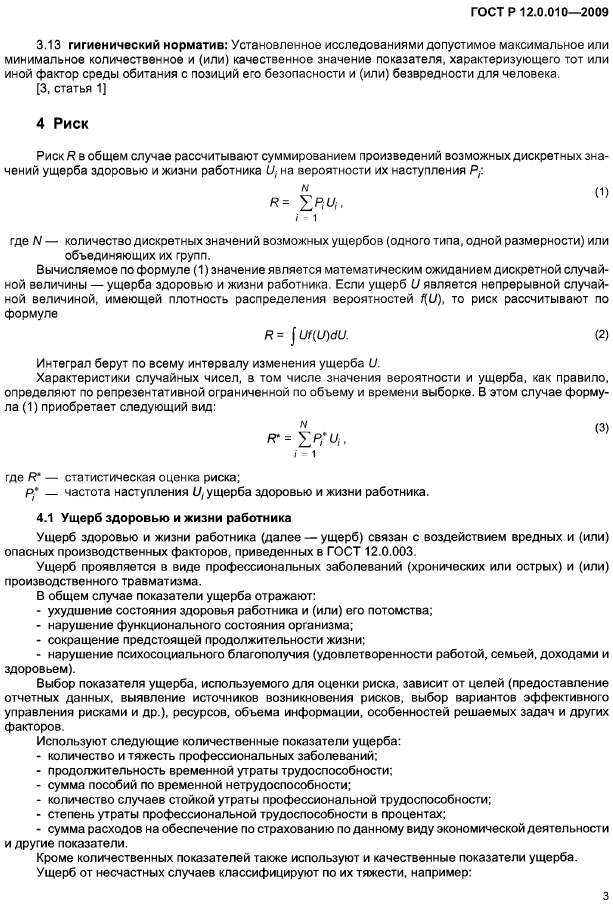 ГОСТ Р 12.0.010—2009
3.13 гигиенический норматив: Установленное исследованиями допустимое максимальное или
минимальное количественное и (или) качественное значение показателя, характеризующего тот или
иной фактор среды обитания с позиций его безопасности и (или) безвредности для человека.
[3, статья 1]
4 Риск
Риск R в общем случае рассчитывают суммированием произведений возможных дискретных зна-
чений ущерба здоровью и жизни работника Ui на вероятности их наступления Pi:
R = N ∑ i = 1 Pi Ui , (1)
где N — количество дискретных значений возможных ущербов (одного типа, одной размерности) или
объединяющих их групп.
Вычисляемое по формуле (1) значение является математическим ожиданием дискретной случай-
ной величины — ущерба здоровью и жизни работника. Если ущерб U является непрерывной случай-
ной величиной, имеющей плотность распределения вероятностей f(U), то риск рассчитывают по
формуле
R = ∫ Uf(U)dU. (2)
Интеграл берут по всему интервалу изменения ущерба U.
Характеристики случайных чисел, в том числе значения вероятности и ущерба, как правило,
определяют по репрезентативной ограниченной по объему и времени выборке. В этом случае форму-
ла (1) приобретает следующий вид:
R* = N ∑ i = 1 Pi* Ui , (3)
где R* — статистическая оценка риска;
Pi* — частота наступления Ui ущерба здоровью и жизни работника.
4.1 Ущерб здоровью и жизни работника
Ущерб здоровью и жизни работника (далее — ущерб) связан с воздействием вредных и (или)
опасных производственных факторов, приведенных в ГОСТ 12.0.003.
Ущерб проявляется в виде профессиональных заболеваний (хронических или острых) и (или)
производственного травматизма.
В общем случае показатели ущерба отражают:
- ухудшение состояния здоровья работника и (или) его потомства;
- нарушение функционального состояния организма;
- сокращение предстоящей продолжительности жизни;
- нарушение психосоциального благополучия (удовлетворенности работой, семьей, доходами и
здоровьем).
Выбор показателя ущерба, используемого для оценки риска, зависит от целей (предоставление
отчетных данных, выявление источников возникновения рисков, выбор вариантов эффективного
управления рисками и др.), ресурсов, объема информации, особенностей решаемых задач и других
факторов.
Используют следующие количественные показатели ущерба:
- количество и тяжесть профессиональных заболеваний;
- продолжительность временной утраты трудоспособности;
- сумма пособий по временной нетрудоспособности;
- количество случаев стойкой утраты профессиональной трудоспособности;
- степень утраты профессиональной трудоспособности в процентах;
- сумма расходов на обеспечение по страхованию по данному виду экономической деятельности
и другие показатели.
Кроме количественных показателей также используют и качественные показатели ущерба.
Ущерб от несчастных случаев классифицируют по их тяжести, например:
3